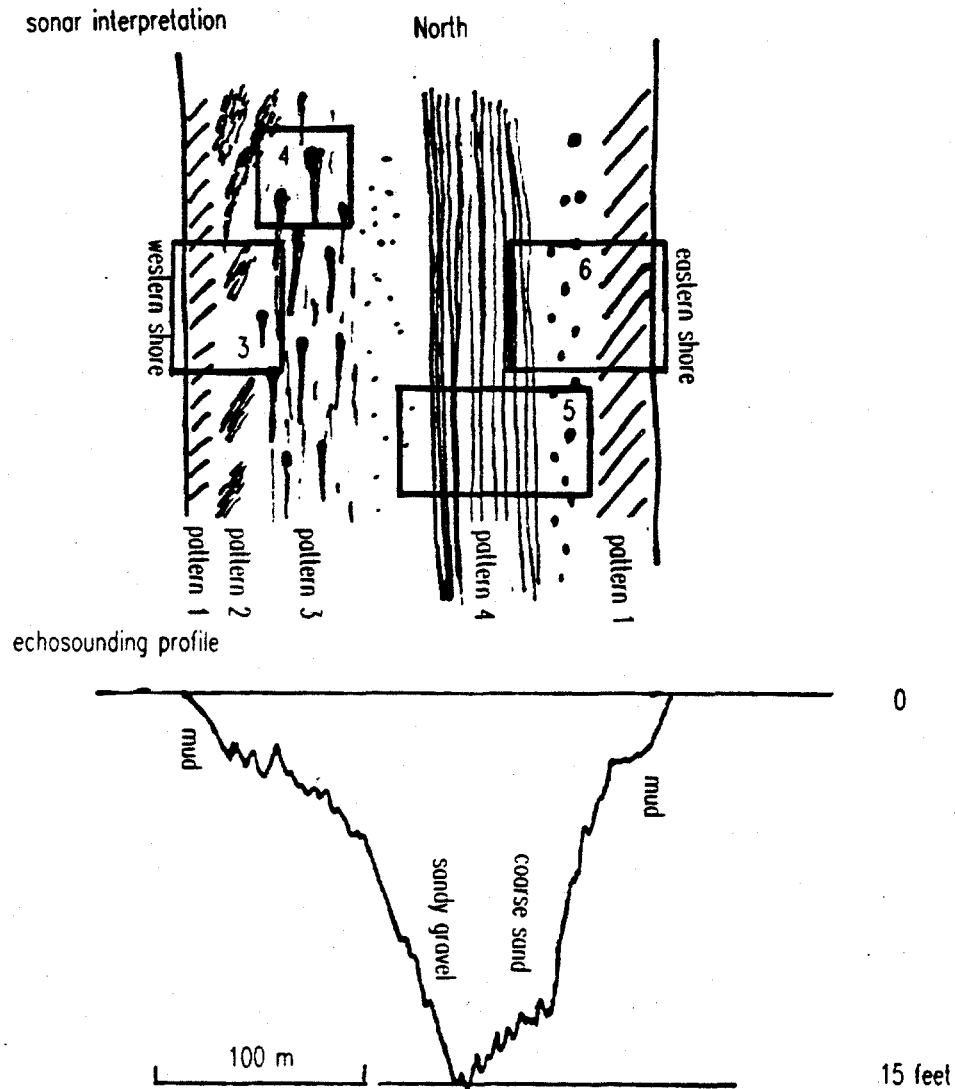 sonar interpretation
North
4
6
western shore
eastern shore
3
5
pattern 1
pattern 2
pattern 3
pattern 4
pattern 1
echosounding profile
0
mud
mud
sandy gravel
coarse sand
100 m
15 feet